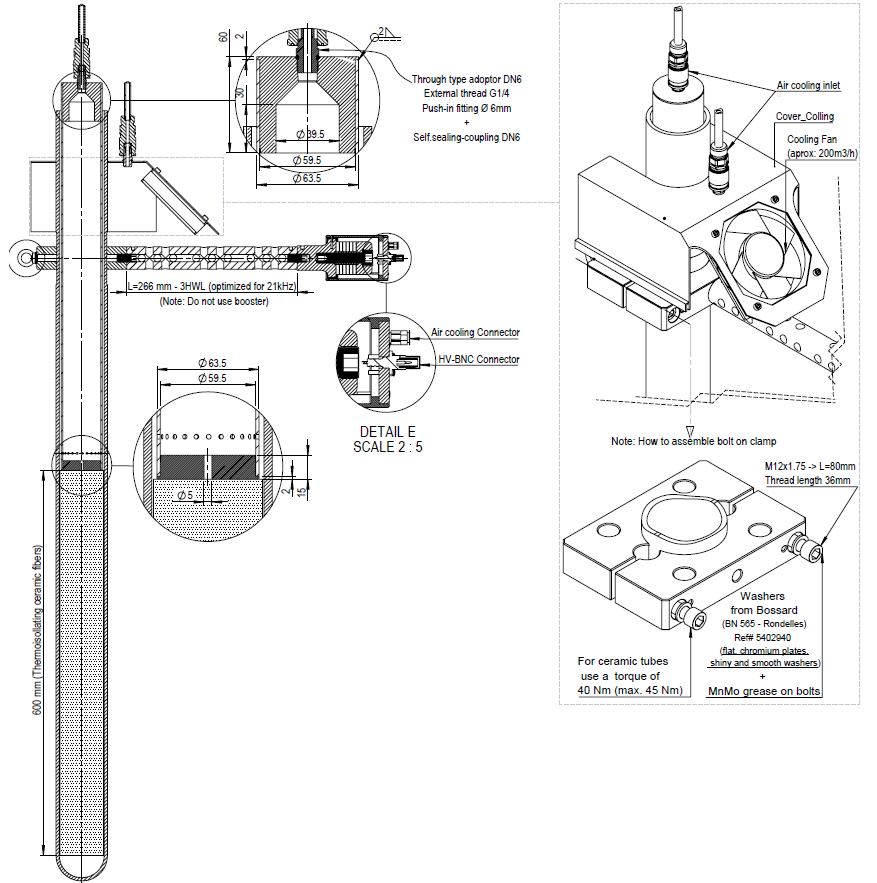 60
2
30
2
Ø39.5
Ø59.5
Ø63.5
Through type adoptor DN6
External thread G1/4
Push-in fitting Ø 6mm
+
Self.sealing-coupling DN6
L=266 mm - 3HWL (optimized for 21kHz)
(Note: Do not use booster)
Air cooling Connector
HV-BNC Connector
DETAIL E
SCALE 2 : 5
Ø63.5
Ø59.5
Ø5
2
15
600 mm (Thermoisollating ceramic fibers)
Air cooling inlet
Cover_Colling
Cooling Fan
(aprox: 200m3/h)
Note: How to assemble bolt on clamp
M12x1.75 -> L=80mm
Thread length 36mm
Washers
from Bossard
(BN 565 - Rondelles)
Ref# 5402940
(flat. chromium plates,
shiny and smooth washers)
+
MnMo grease on bolts
For ceramic tubes
use a torque of
40 Nm (max. 45 Nm)